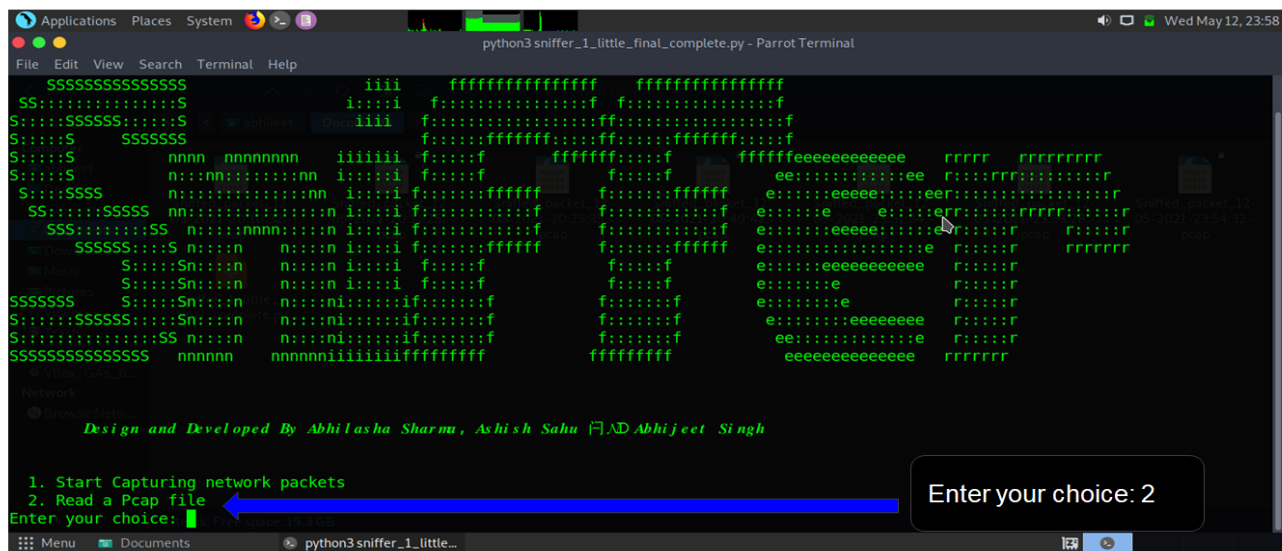 Applications Places System
Wed May 12, 23:58
python3 sniffer_1_little_final_complete.py - Parrot Terminal
File Edit View Search Terminal Help
Sniffer
Design and Developed By Abhilasha Sharma, Ashish Sahu AND Abhijeet Singh
1. Start Capturing network packets
2. Read a Pcap file
Enter your choice:
Enter your choice: 2
Menu
Documents
python3 sniffer_1_little...